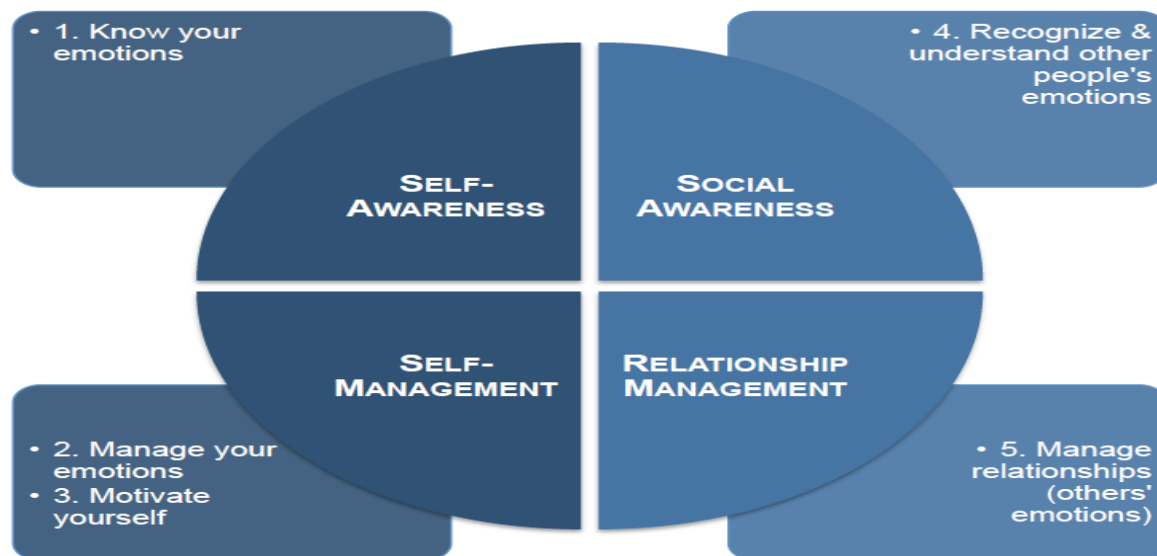 • 1. Know your
emotions
• 4. Recognize &
understand other
people's
emotions
SELF-
AWARENESS
SOCIAL
AWARENESS
SELF-
MANAGEMENT
RELATIONSHIP
MANAGEMENT
• 2. Manage your
emotions
• 3. Motivate
yourself
• 5. Manage
relationships
(others'
emotions)